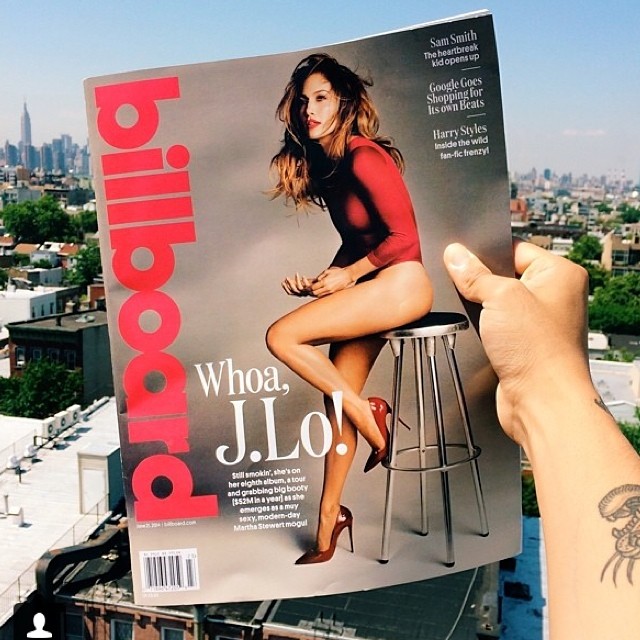 billboard
Sam Smith
The heartbreak
kid opens up
Google Goes
Shopping for
Its own Beats
Harry Styles
Inside the wild
fan-fic frenzy!
Whoa,
J.Lo!
Still smokin', she's on
her eighth album, a tour
and grabbing big booty
($52M in a year) as she
emerges as a muy
sexy, modern-day
Martha Stewart mogul
billboard.com